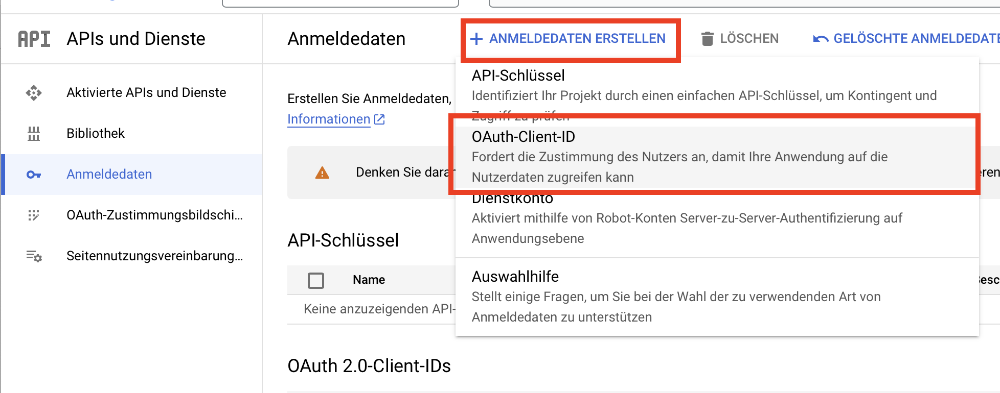 API APIs und Dienste
Anmeldedaten
ANMELDEDATEN ERSTELLEN
LÖSCHEN
GELÖSCHTE ANMELDEDATE
Aktivierte APIs und Dienste
Bibliothek
Anmeldedaten
OAuth-Zustimmungsbildschi...
Seitennutzungsvereinbarung...
Erstellen Sie Anmeldedaten,
Informationen
Denken Sie daran
API-Schlüssel
Name
Keine anzuzeigenden API-
OAuth 2.0-Client-IDs
API-Schlüssel
Identifiziert Ihr Projekt durch einen einfachen API-Schlüssel, um Kontingent und
Zugriff zu prüfen
OAuth-Client-ID
Fordert die Zustimmung des Nutzers an, damit Ihre Anwendung auf die
Nutzerdaten zugreifen kann
Dienstkonto
Aktiviert mithilfe von Robot-Konten Server-zu-Server-Authentifizierung auf
Anwendungsebene
Auswahlhilfe
Stellt einige Fragen, um Sie bei der Wahl der zu verwendenden Art von
Anmeldedaten zu unterstützen